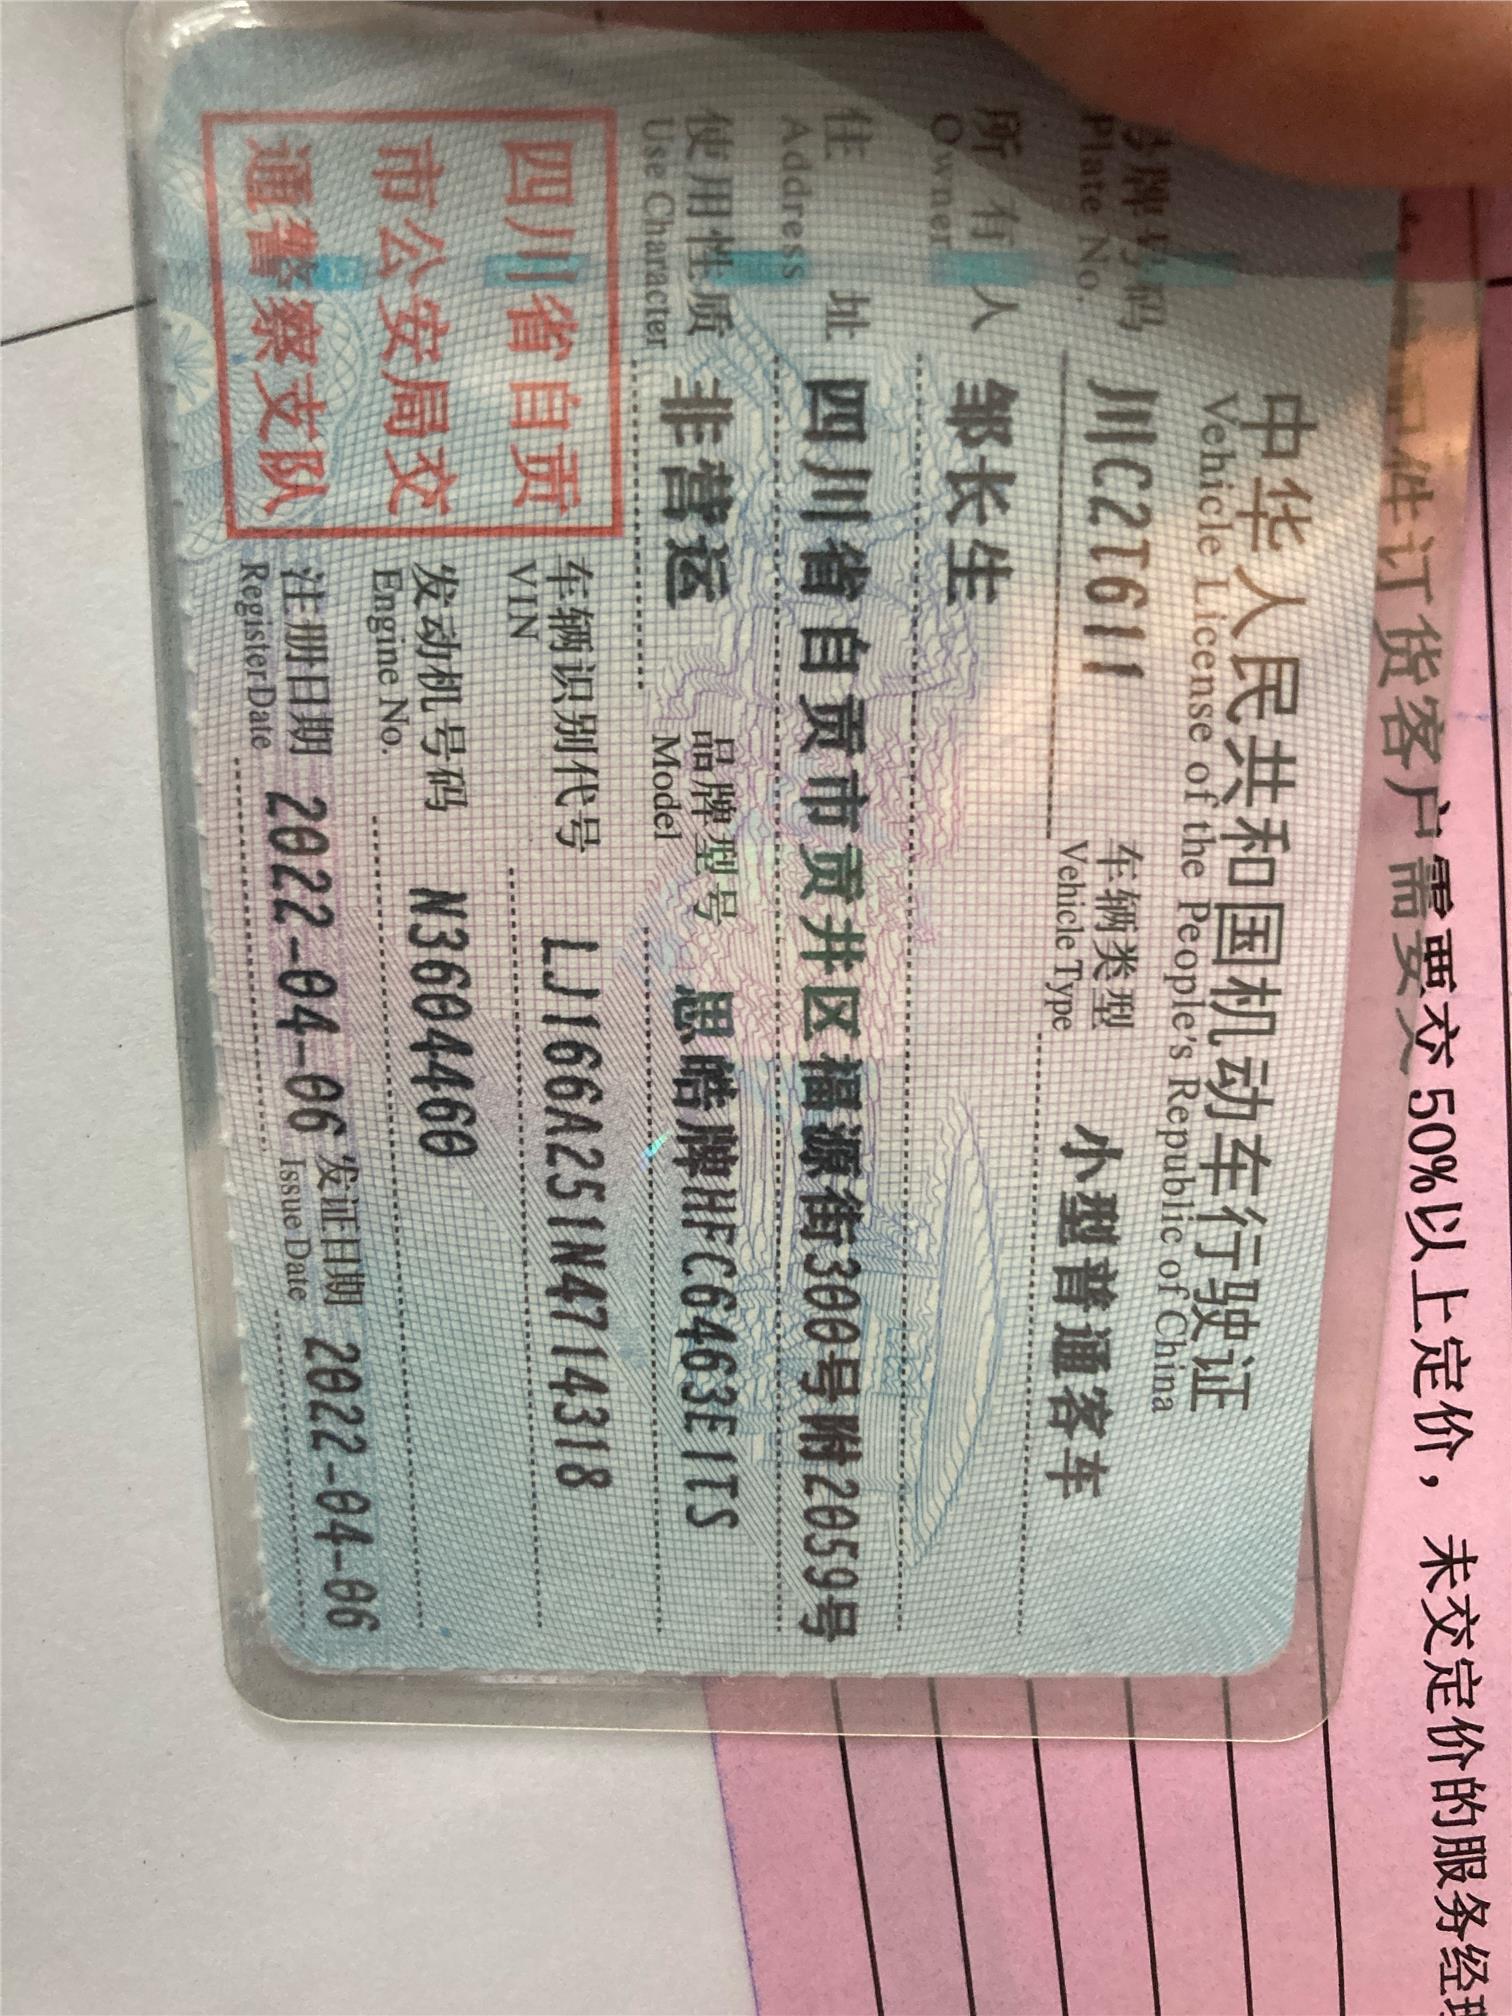 中华人民共和国机动车行驶证
Vehicle License of the People's Republic of China
号牌号码 川C2T611 车辆类型 小型普通客车
Plate No. Vehicle Type
所有人 邹长生
Owner
住址 四川省自贡市贡井区福源街300号附2059号
Address
使用性质 非营运 品牌型号 思皓牌HFC6463E1TS
Use Character Model
四川省自贡
市公安局交
通警察支队
车辆识别代号 LJ166A251N4714318
VIN
发动机号码 N3604460
Engine No.
注册日期 2022-04-06 发证日期 2022-04-06
Register Date Issue Date
件订货客户需要交50%以上定价，未交定价的服务经